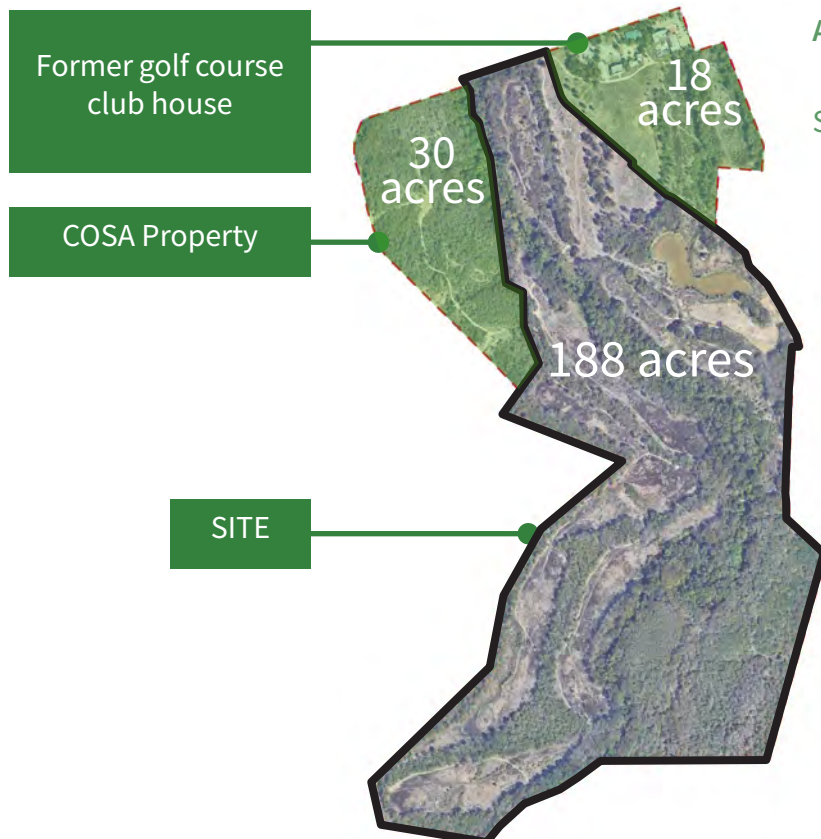 Former golf course
club house
18
acres
30
acres
COSA Property
188 acres
SITE